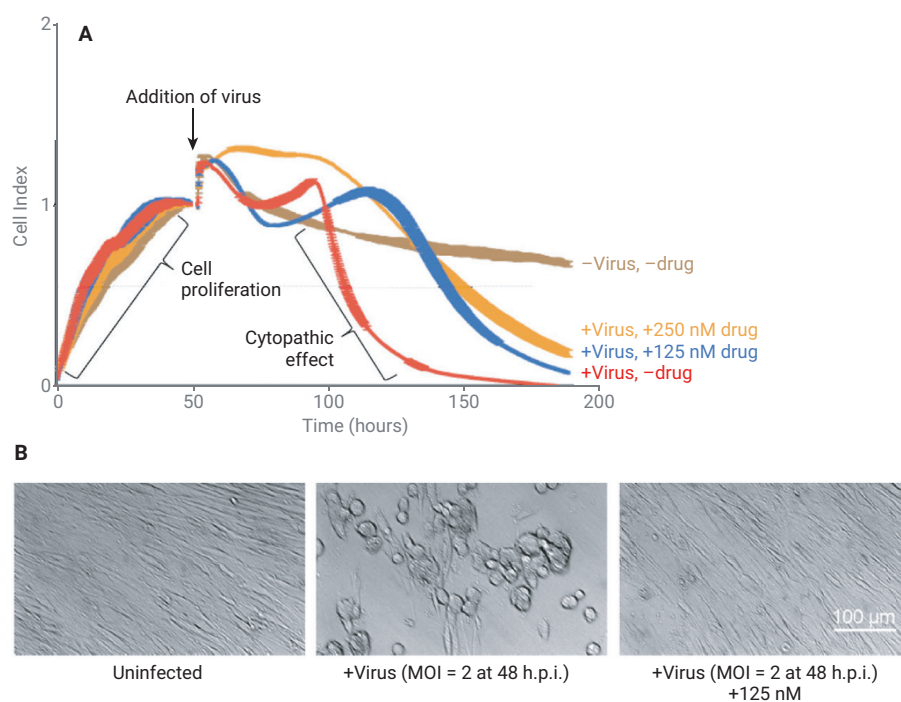 A
2
1
0
Cell Index
Addition of virus
Cell
proliferation
Cytopathic
effect
–Virus, –drug
+Virus, +250 nM drug
+Virus, +125 nM drug
+Virus, –drug
0 50 100 150 200
Time (hours)
B
100 µm
Uninfected
+Virus (MOI = 2 at 48 h.p.i.)
+Virus (MOI = 2 at 48 h.p.i.)
+125 nM